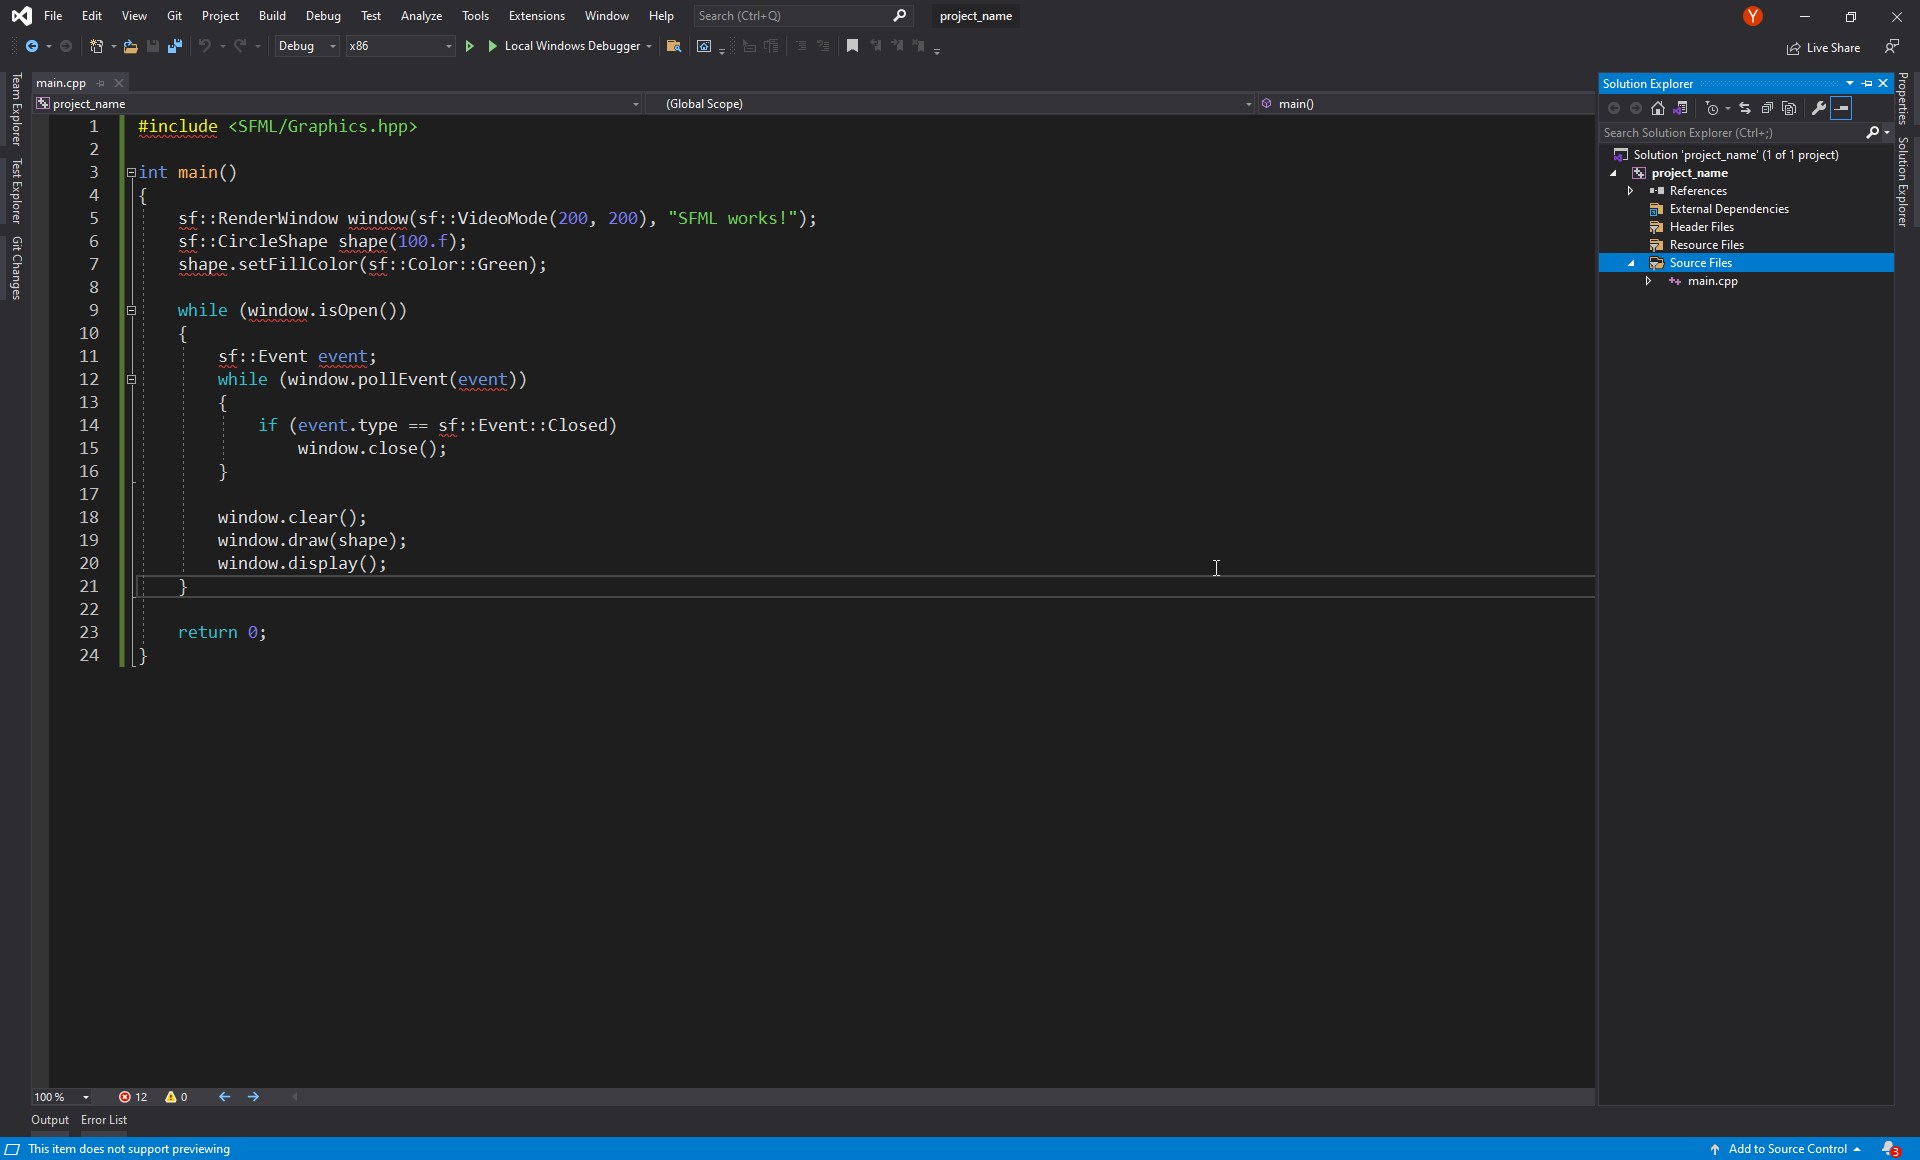 File Edit View Git Project Build Debug Test Analyze Tools Extensions Window Help Search (Ctrl+Q) project_name Y
Debug x86 Local Windows Debugger Live Share
Team Explorer
Test Explorer
Git Changes
main.cpp
project_name (Global Scope) main()
1 #include <SFML/Graphics.hpp>
2
3 int main()
4 {
5 sf::RenderWindow window(sf::VideoMode(200, 200), "SFML works!");
6 sf::CircleShape shape(100.f);
7 shape.setFillColor(sf::Color::Green);
8
9 while (window.isOpen())
10 {
11 sf::Event event;
12 while (window.pollEvent(event))
13 {
14 if (event.type == sf::Event::Closed)
15 window.close();
16 }
17
18 window.clear();
19 window.draw(shape);
20 window.display();
21 }
22
23 return 0;
24 }
Solution Explorer
Search Solution Explorer (Ctrl+;)
Solution 'project_name' (1 of 1 project)
project_name
References
External Dependencies
Header Files
Resource Files
Source Files
main.cpp
Properties
Solution Explorer
100 % 12 0
Output Error List
This item does not support previewing Add to Source Control 3